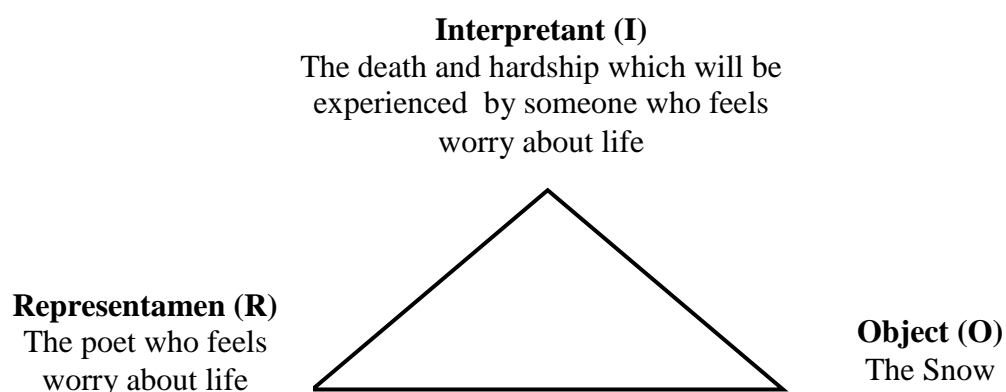 Interpretant (I)
The death and hardship which will be
experienced by someone who feels
worry about life
Representamen (R)
The poet who feels
worry about life
Object (O)
The Snow